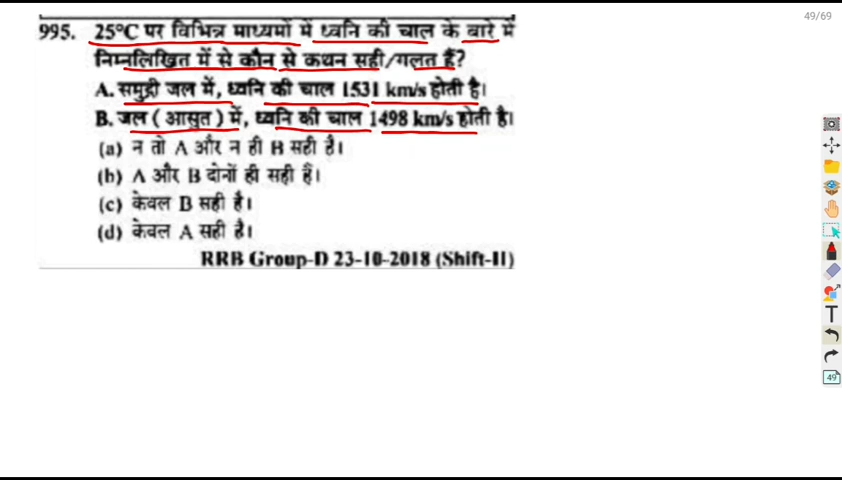 49/69
995. 25°C पर विभिन्न माध्यमों में ध्वनि की चाल के बारे में
निम्नलिखित में से कौन से कथन सही/गलत हैं?
A. समुद्री जल में, ध्वनि की चाल 1531 km/s होती है।
B. जल ( आसुत ) में, ध्वनि की चाल 1498 km/s होती है।
(a) न तो A और न ही B सही है।
(b) A और B दोनों ही सही हैं।
(c) केवल B सही है।
(d) केवल A सही है।
RRB Group-D 23-10-2018 (Shift-II)
T
49